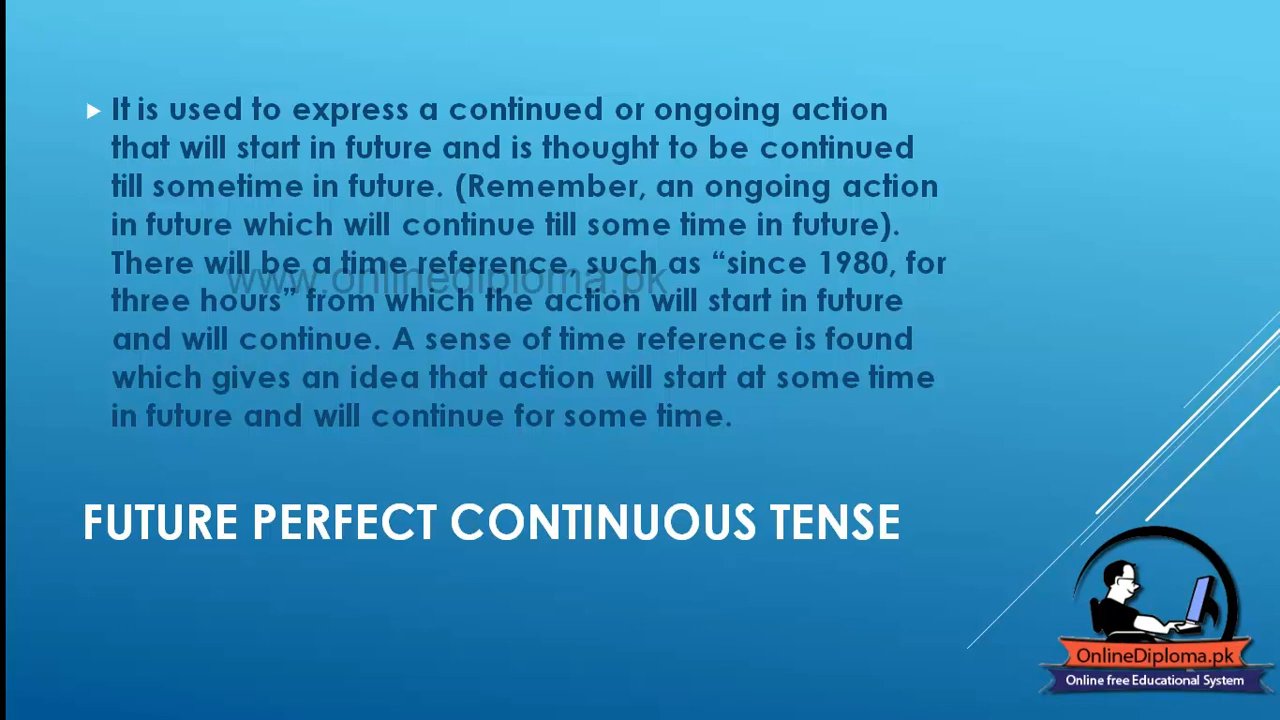 It is used to express a continued or ongoing action
that will start in future and is thought to be continued
till sometime in future. (Remember, an ongoing action
in future which will continue till some time in future).
There will be a time reference, such as “since 1980, for
www.onlinediploma.pk
three hours” from which the action will start in future
and will continue. A sense of time reference is found
which gives an idea that action will start at some time
in future and will continue for some time.
FUTURE PERFECT CONTINUOUS TENSE
OnlineDiploma.pk
Online free Educational System